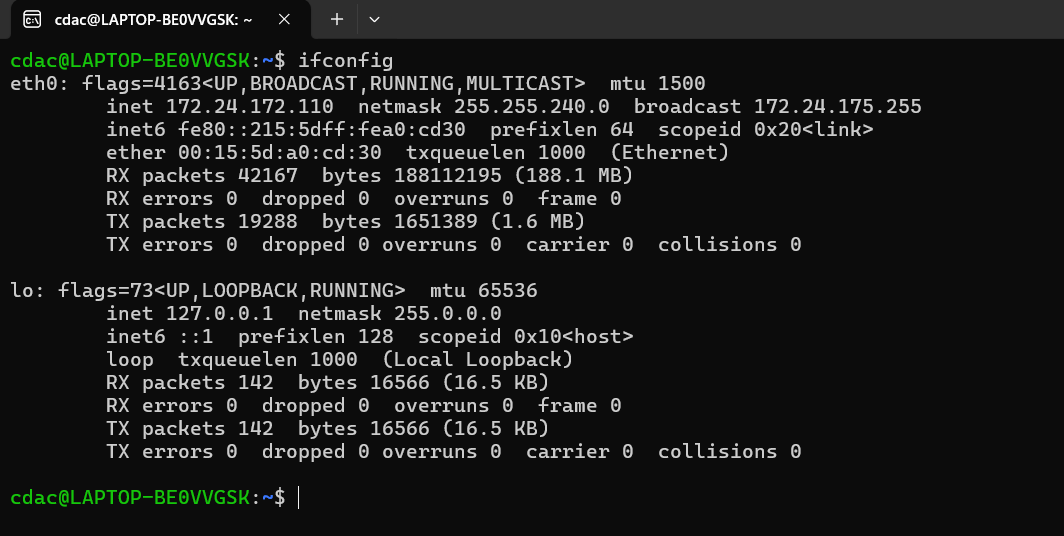 cdac@LAPTOP-BE0VVGSK: ~
cdac@LAPTOP-BE0VVGSK:~$ ifconfig
eth0: flags=4163<UP,BROADCAST,RUNNING,MULTICAST>  mtu 1500
        inet 172.24.172.110  netmask 255.255.240.0  broadcast 172.24.175.255
        inet6 fe80::215:5dff:fea0:cd30  prefixlen 64  scopeid 0x20<link>
        ether 00:15:5d:a0:cd:30  txqueuelen 1000  (Ethernet)
        RX packets 42167  bytes 188112195 (188.1 MB)
        RX errors 0  dropped 0  overruns 0  frame 0
        TX packets 19288  bytes 1651389 (1.6 MB)
        TX errors 0  dropped 0 overruns 0  carrier 0  collisions 0

lo: flags=73<UP,LOOPBACK,RUNNING>  mtu 65536
        inet 127.0.0.1  netmask 255.0.0.0
        inet6 ::1  prefixlen 128  scopeid 0x10<host>
        loop  txqueuelen 1000  (Local Loopback)
        RX packets 142  bytes 16566 (16.5 KB)
        RX errors 0  dropped 0  overruns 0  frame 0
        TX packets 142  bytes 16566 (16.5 KB)
        TX errors 0  dropped 0 overruns 0  carrier 0  collisions 0

cdac@LAPTOP-BE0VVGSK:~$